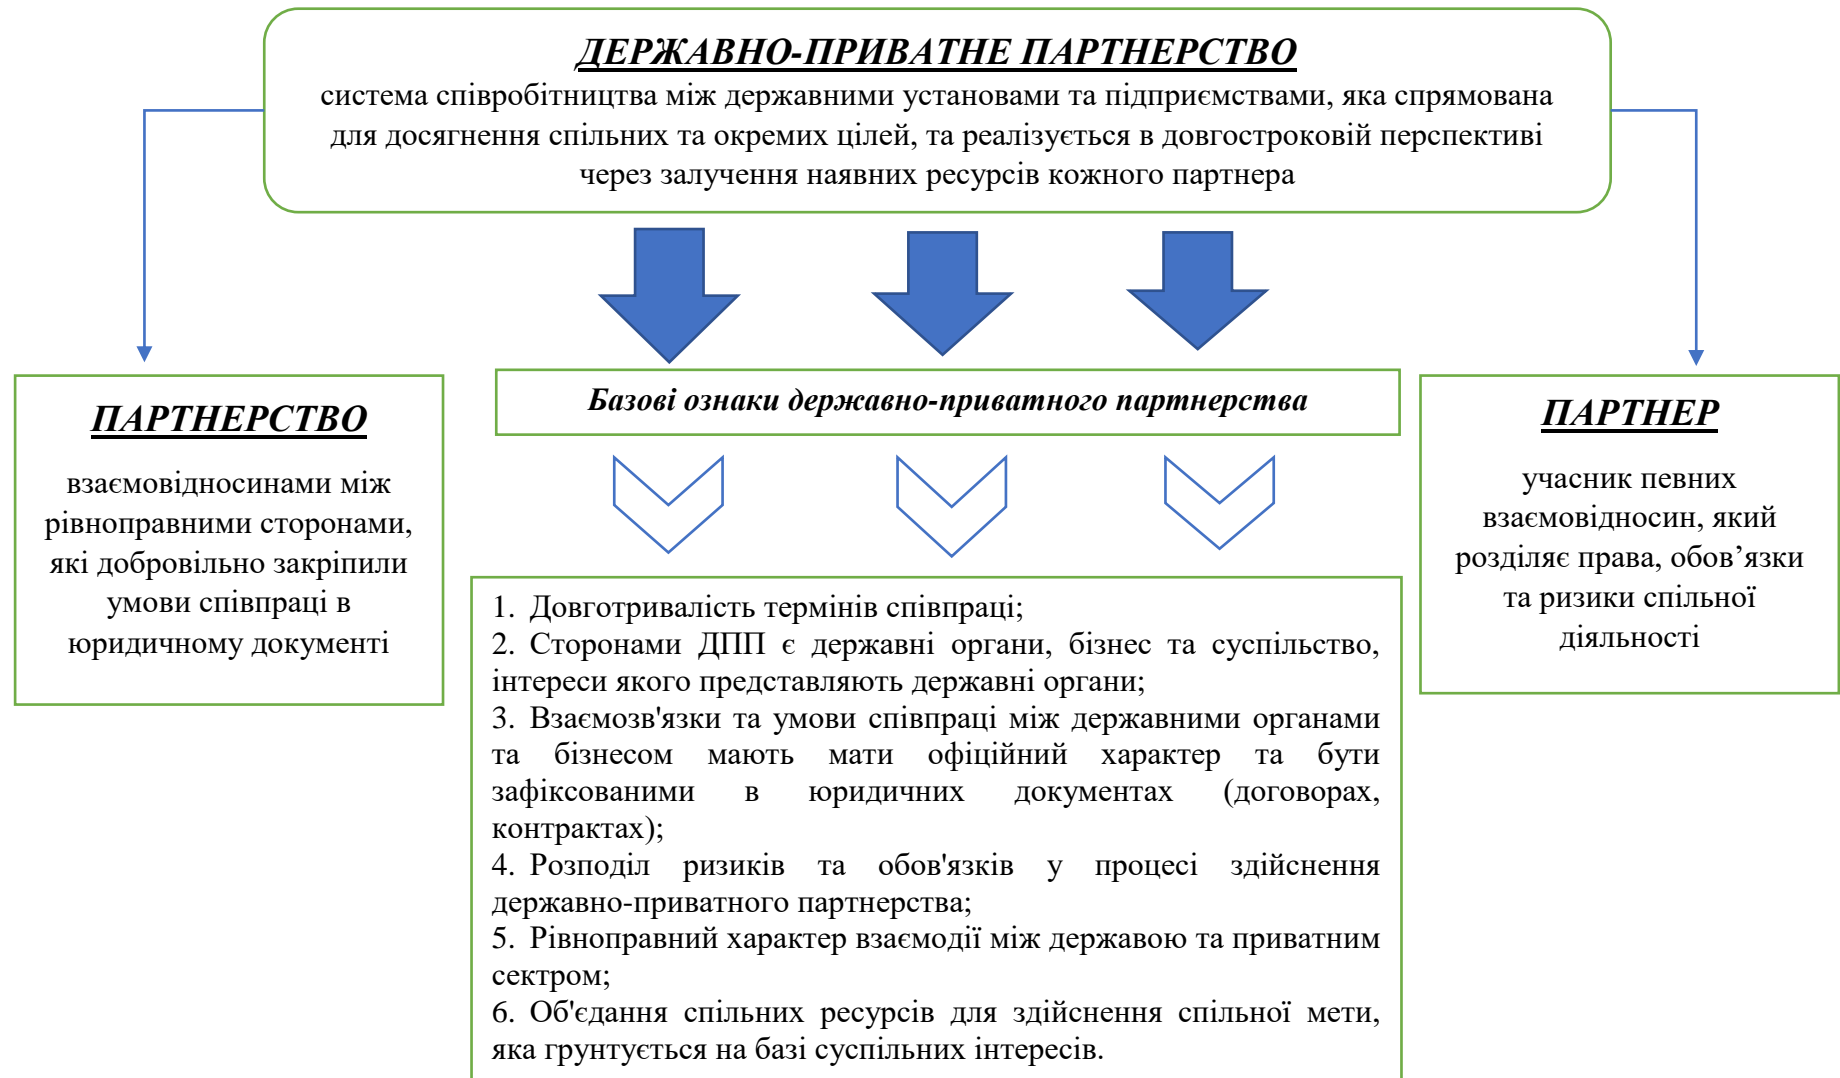 ДЕРЖАВНО-ПРИВАТНЕ ПАРТНЕРСТВО
система співробітництва між державними установами та підприємствами, яка спрямована
для досягнення спільних та окремих цілей, та реалізується в довгостроковій перспективі
через залучення наявних ресурсів кожного партнера
ПАРТНЕРСТВО
взаємовідносинами між
рівноправними сторонами,
які добровільно закріпили
умови співпраці в
юридичному документі
Базові ознаки державно-приватного партнерства
1. Довготривалість термінів співпраці;
2. Сторонами ДПП є державні органи, бізнес та суспільство,
інтереси якого представляють державні органи;
3. Взаємозв'язки та умови співпраці між державними органами
та бізнесом мають мати офіційний характер та бути
зафіксованими в юридичних документах (договорах,
контрактах);
4. Розподіл ризиків та обов'язків у процесі здійснення
державно-приватного партнерства;
5. Рівноправний характер взаємодії між державою та приватним
сектром;
6. Об'єдання спільних ресурсів для здійснення спільної мети,
яка грунтується на базі суспільних інтересів.
ПАРТНЕР
учасник певних
взаємовідносин, який
розділяє права, обов’язки
та ризики спільної
діяльності